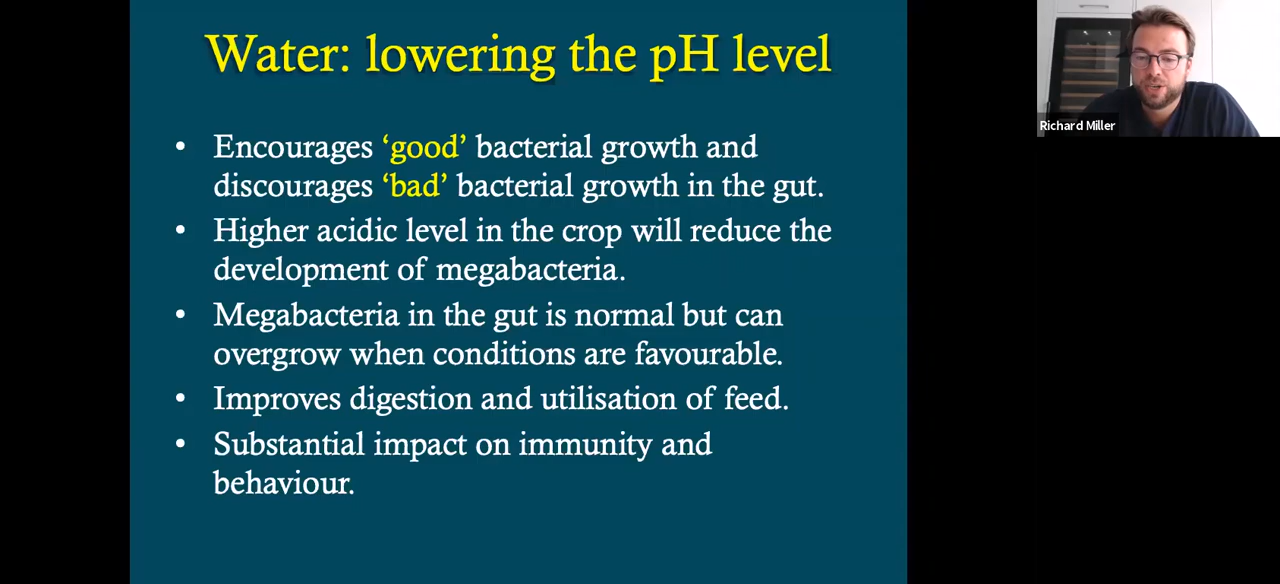 Water: lowering the pH level
• Encourages ‘good’ bacterial growth and
discourages ‘bad’ bacterial growth in the gut.
• Higher acidic level in the crop will reduce the
development of megabacteria.
• Megabacteria in the gut is normal but can
overgrow when conditions are favourable.
• Improves digestion and utilisation of feed.
• Substantial impact on immunity and
behaviour.
Richard Miller